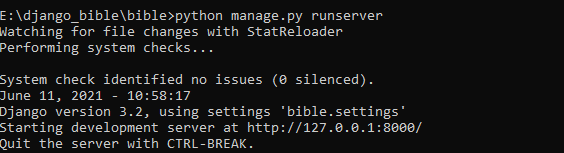 E:\django_bible\bible>python manage.py runserver
Watching for file changes with StatReloader
Performing system checks...
System check identified no issues (0 silenced).
June 11, 2021 - 10:58:17
Django version 3.2, using settings 'bible.settings'
Starting development server at http://127.0.0.1:8000/
Quit the server with CTRL-BREAK.